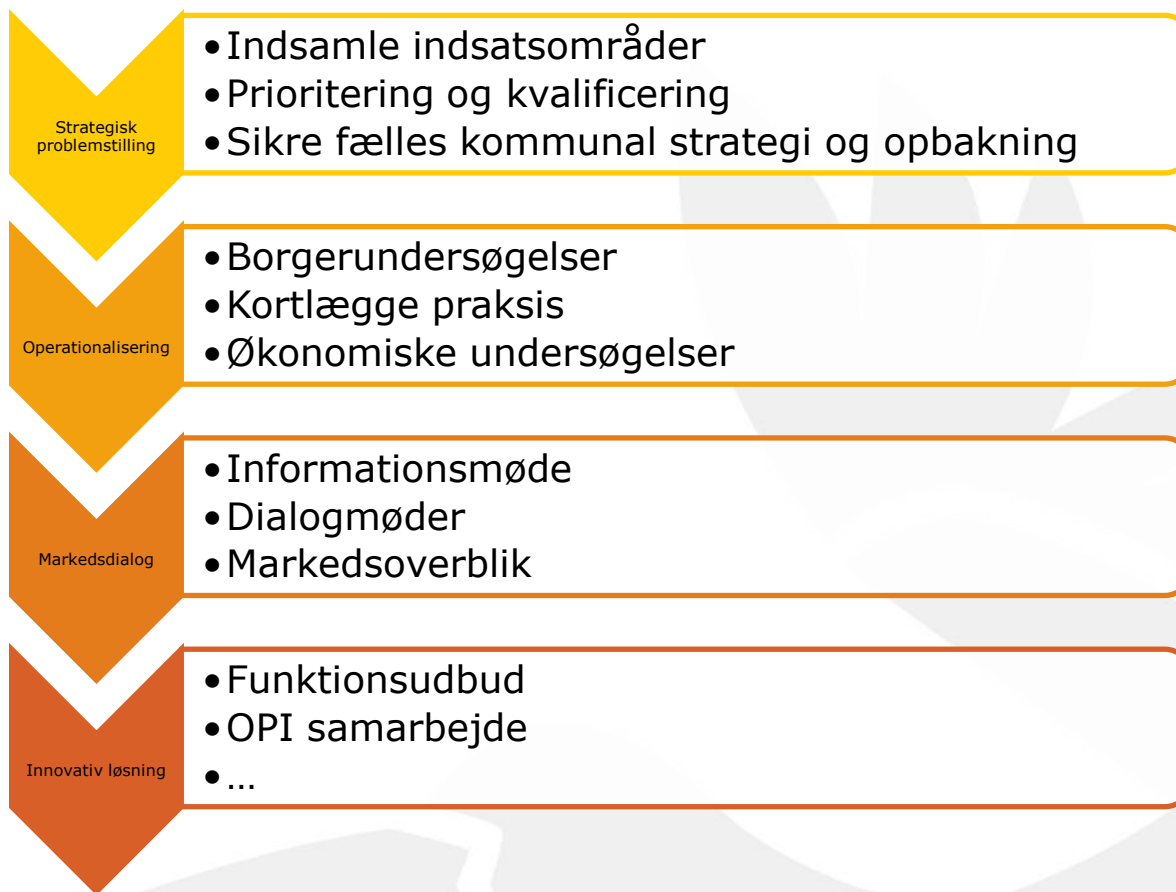 Strategisk
problemstilling
•Indsamle indsatsområder
•Prioritering og kvalificering
•Sikre fælles kommunal strategi og opbakning
Operationalisering
•Borgerundersøgelser
•Kortlægge praksis
•Økonomiske undersøgelser
Markedsdialog
•Informationsmøde
•Dialogmøder
•Markedsoverblik
Innovativ løsning
•Funktionsudbud
•OPI samarbejde
•…